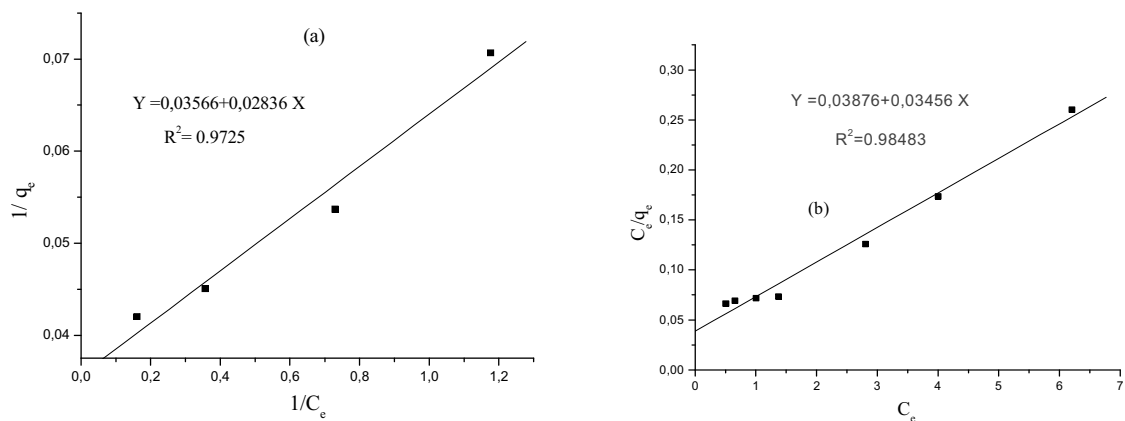 (a)
Y =0,03566+0,02836 X
R²= 0.9725
1/ qₑ
0,07
0,06
0,05
0,04
0,0 0,2 0,4 0,6 0,8 1,0 1,2
1/Cₑ
Y =0,03876+0,03456 X
R²=0.98483
(b)
Cₑ/qₑ
0,30
0,25
0,20
0,15
0,10
0,05
0,00
0 1 2 3 4 5 6 7
Cₑ